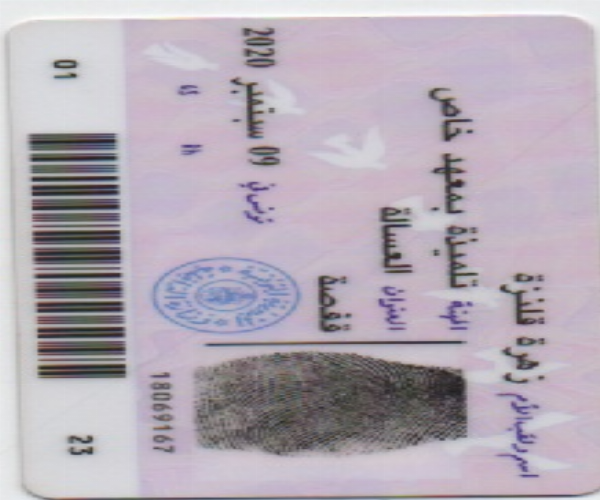 اسم ولقب الأم زهرة قلنزة
المهنة تلميذة بمعهد خاص
العنوان العسالة
قفصة
تونس في 09 سبتمبر 2020
18069167
23 01